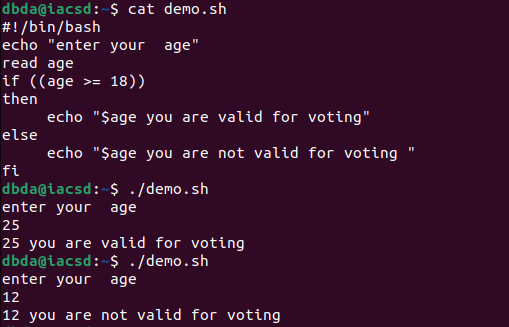 dbda@iacsd:~$ cat demo.sh
#!/bin/bash
echo "enter your  age"
read age
if ((age >= 18))
then
     echo "$age you are valid for voting"
else
     echo "$age you are not valid for voting "
fi
dbda@iacsd:~$ ./demo.sh
enter your  age
25
25 you are valid for voting
dbda@iacsd:~$ ./demo.sh
enter your  age
12
12 you are not valid for voting